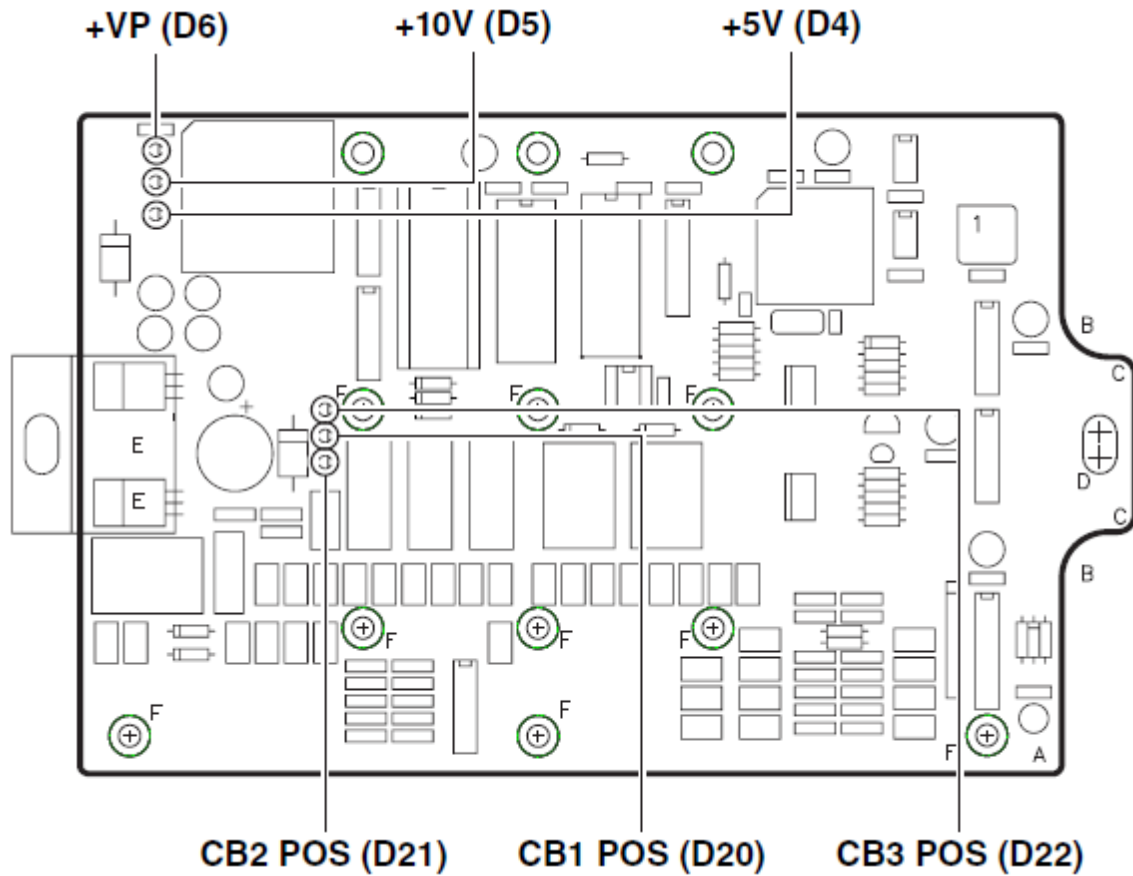 +VP (D6) +10V (D5) +5V (D4)
1
B
C
F F F
+
E
D
E
C
B
F F F
F F F A
CB2 POS (D21) CB1 POS (D20) CB3 POS (D22)